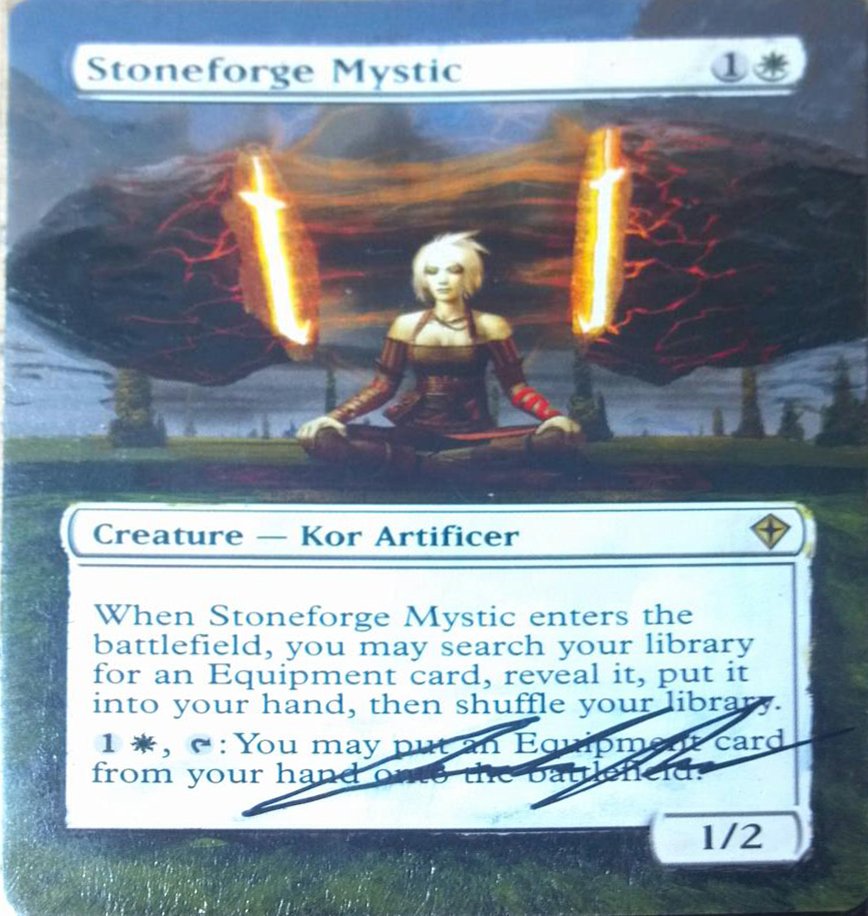 Stoneforge Mystic 1
Creature — Kor Artificer
When Stoneforge Mystic enters the
battlefield, you may search your library
for an Equipment card, reveal it, put it
into your hand, then shuffle your library.
1 , : You may put an Equipment card
from your hand onto the battlefield.
1/2